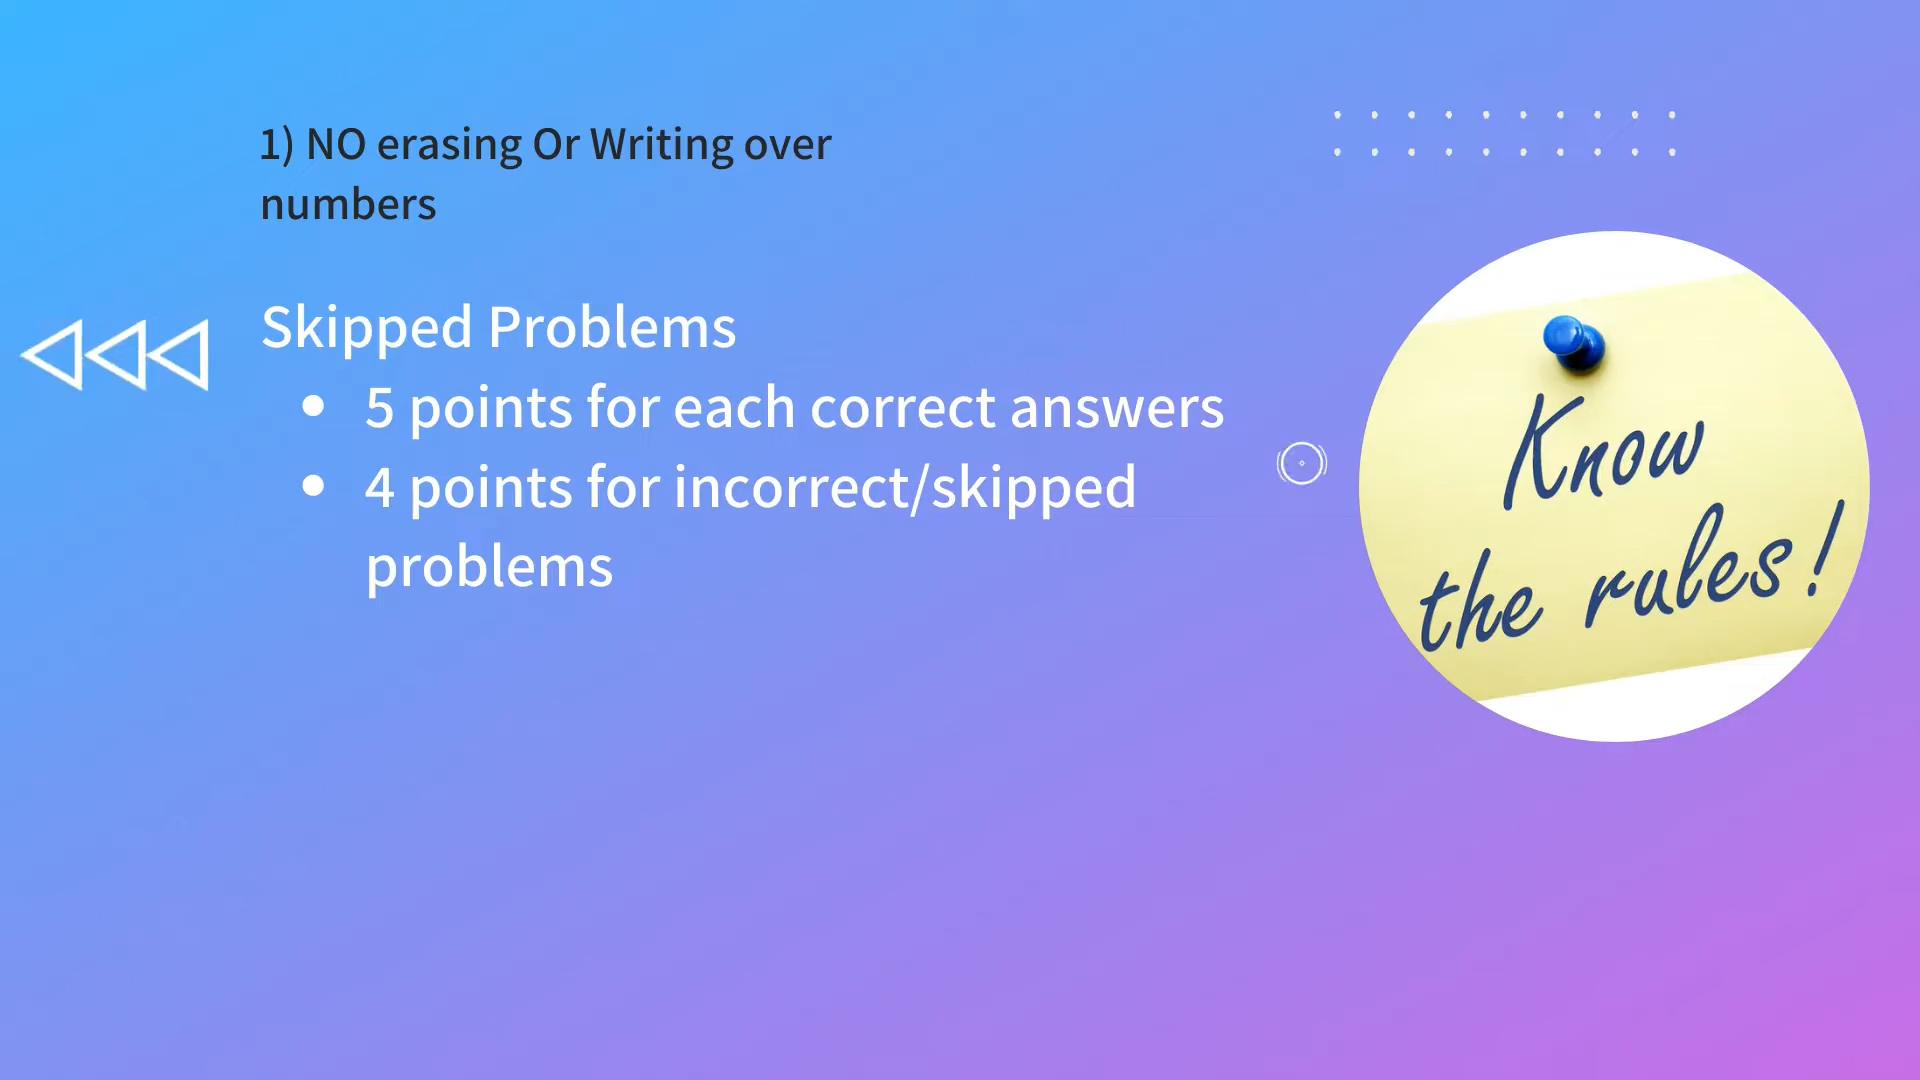 1) NO erasing Or Writing over
numbers
Skipped Problems
• 5 points for each correct answers
• 4 points for incorrect/skipped
problems
Know
the rules!